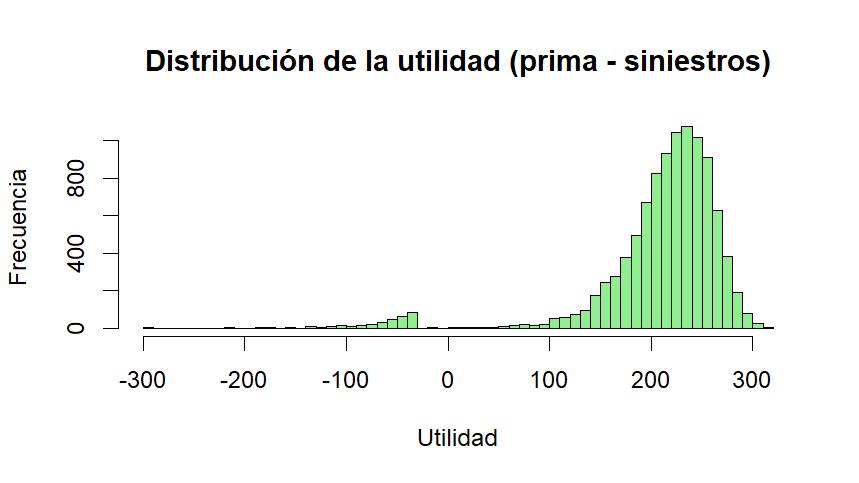 Distribución de la utilidad (prima - siniestros)
Frecuencia
800
400
0
-300 -200 -100 0 100 200 300
Utilidad